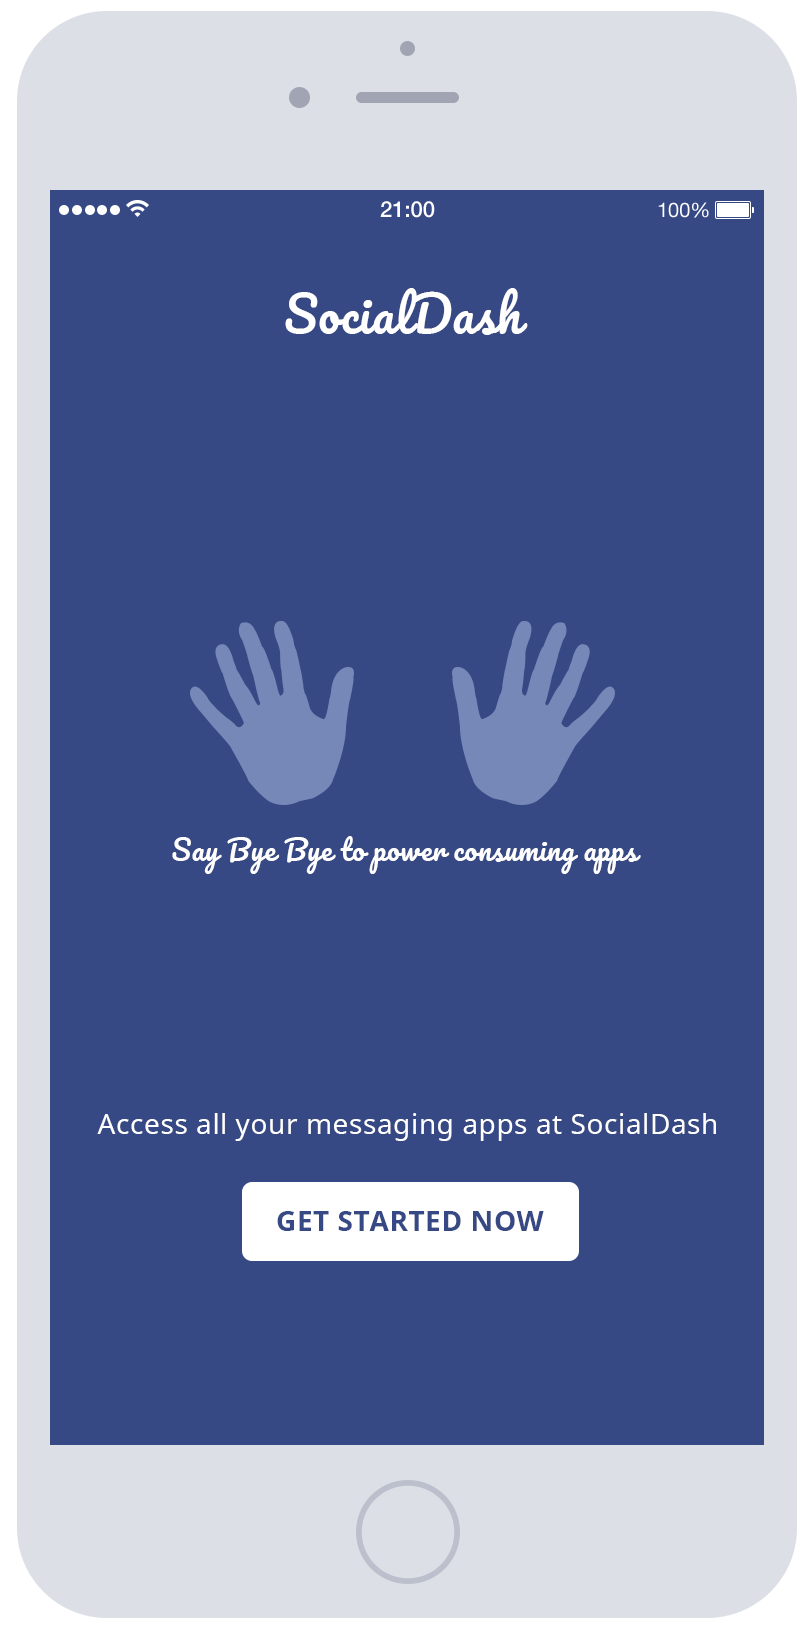 21:00
100%
SocialDash
Say Bye Bye to power consuming apps
Access all your messaging apps at SocialDash
GET STARTED NOW